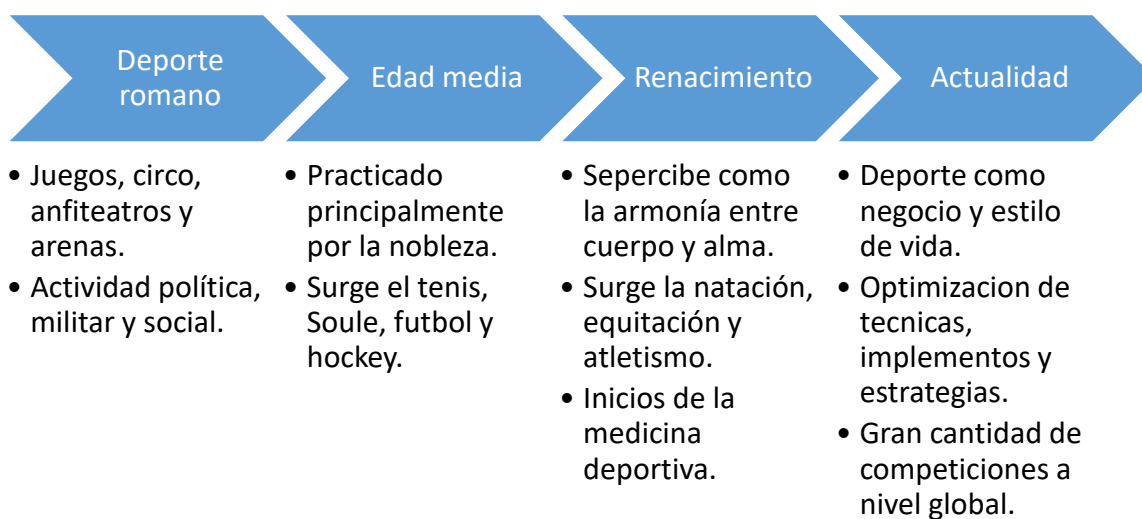 Deporte
romano
• Juegos, circo,
anfiteatros y
arenas.
• Actividad política,
militar y social.
Edad media
• Practicado
principalmente
por la nobleza.
• Surge el tenis,
Soule, futbol y
hockey.
Renacimiento
• Sepercibe como
la armonía entre
cuerpo y alma.
• Surge la natación,
equitación y
atletismo.
• Inicios de la
medicina
deportiva.
Actualidad
• Deporte como
negocio y estilo
de vida.
• Optimizacion de
tecnicas,
implementos y
estrategias.
• Gran cantidad de
competiciones a
nivel global.